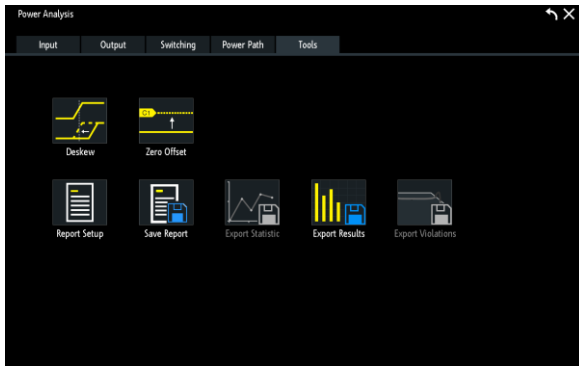 Power Analysis
Input Output Switching Power Path Tools
C1
Deskew Zero Offset
Report Setup Save Report Export Statistic Export Results Export Violations